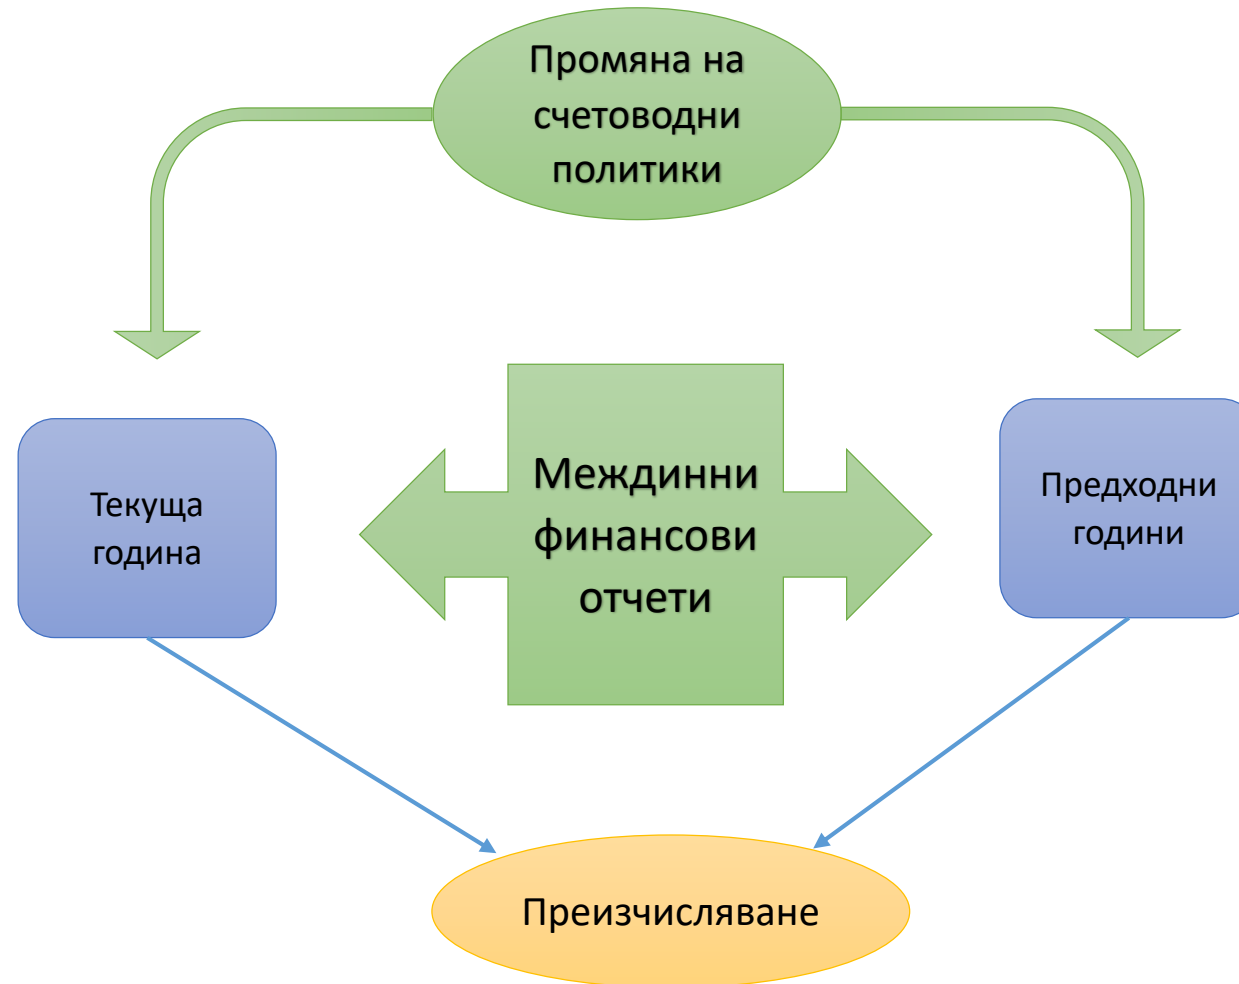 Промяна на
счетоводни
политики
Текуща
година
Междинни
финансови
отчети
Предходни
години
Преизчисляване